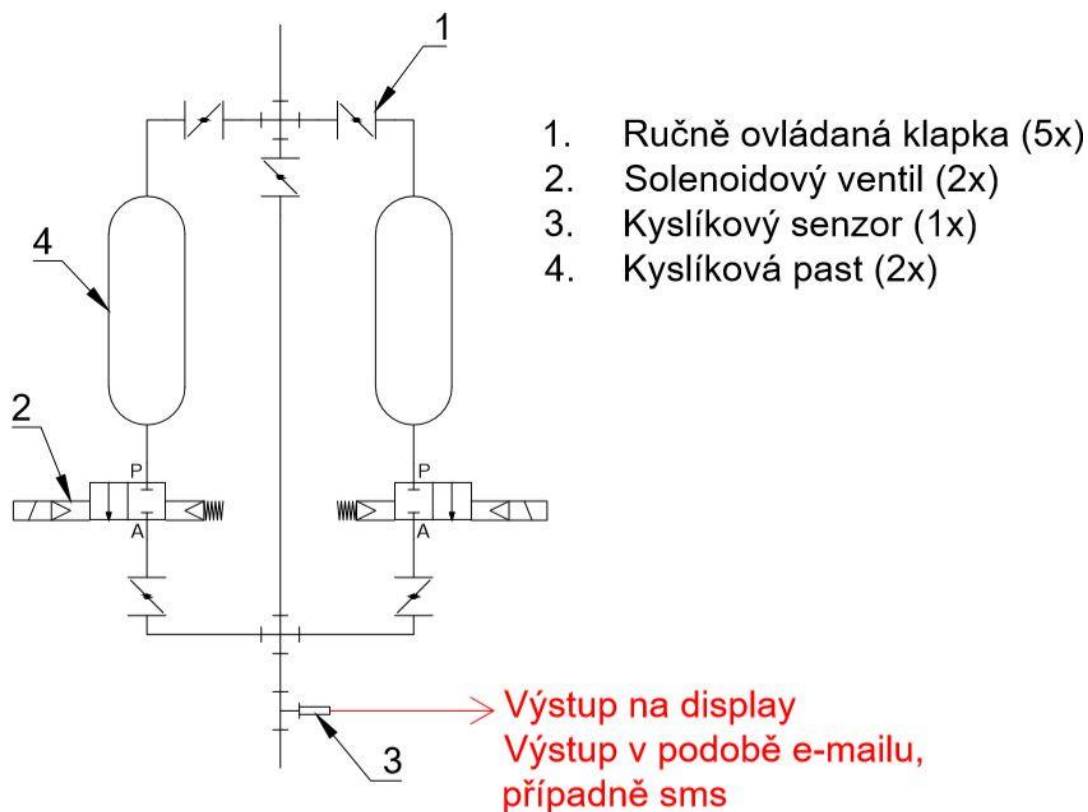 1
1. Ručně ovládaná klapka (5x)
2. Solenoidový ventil (2x)
3. Kyslíkový senzor (1x)
4. Kyslíková past (2x)
4
2
P
P
A
A
Výstup na display
Výstup v podobě e-mailu,
případně sms
3